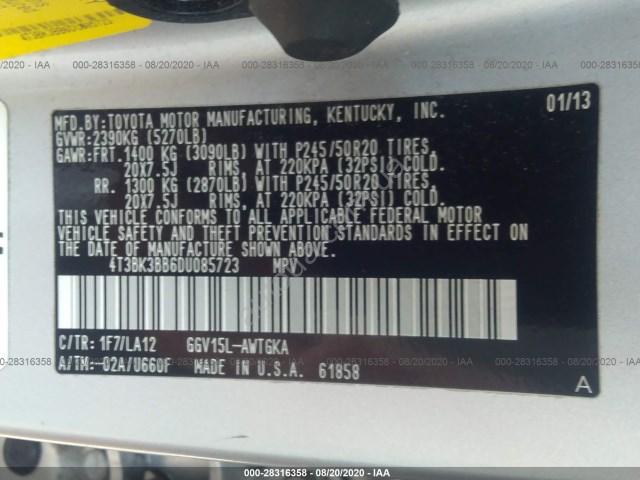 000-28316358 - 08/20/2020 - IAA
MFD.BY:TOYOTA MOTOR MANUFACTURING, KENTUCKY, INC. 01/13
GVWR:2390KG (5270LB)
GAWR:FRT.1400 KG (3090LB) WITH P245/50R20 TIRES,
20X7.5J RIMS, AT 220KPA (32PSI) COLD.
RR. 1300 KG (2870LB) WITH P245/50R20 TIRES,
20X7.5J RIMS, AT 220KPA (32PSI) COLD.
THIS VEHICLE CONFORMS TO ALL APPLICABLE FEDERAL MOTOR
VEHICLE SAFETY AND THEFT PREVENTION STANDARDS IN EFFECT ON
THE DATE OF MANUFACTURE SHOWN ABOVE.
4T3BK3BB6DU085723 MPV
C/TR: 1F7/LA12 GGV15L-AWTGKA
A/TM:-02A/U660F MADE IN U.S.A. 61858
A
000-28316358 - 08/20/2020 - IAA